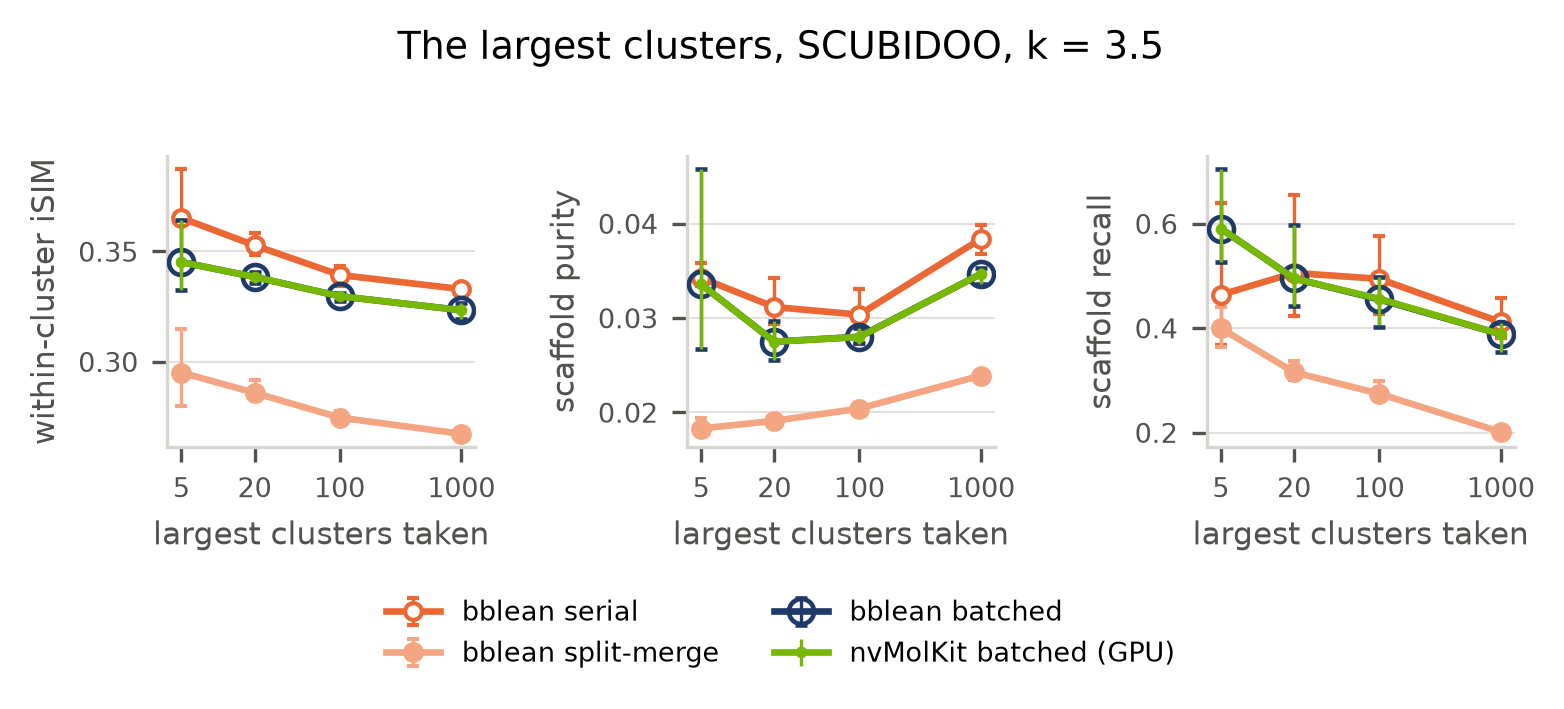 The largest clusters, SCUBIDOO, k = 3.5
within-cluster iSIM
0.35
0.30
5 20 100 1000
largest clusters taken
scaffold purity
0.04
0.03
0.02
5 20 100 1000
largest clusters taken
scaffold recall
0.6
0.4
0.2
5 20 100 1000
largest clusters taken
bblean serial
bblean split-merge
bblean batched
nvMolKit batched (GPU)